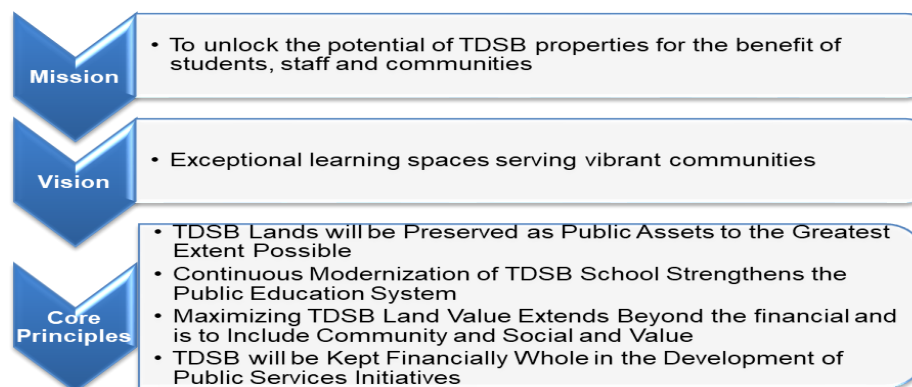 Mission
• To unlock the potential of TDSB properties for the benefit of
students, staff and communities
Vision
• Exceptional learning spaces serving vibrant communities
Core
Principles
• TDSB Lands will be Preserved as Public Assets to the Greatest
Extent Possible
• Continuous Modernization of TDSB School Strengthens the
Public Education System
• Maximizing TDSB Land Value Extends Beyond the financial and
is to Include Community and Social and Value
• TDSB will be Kept Financially Whole in the Development of
Public Services Initiatives